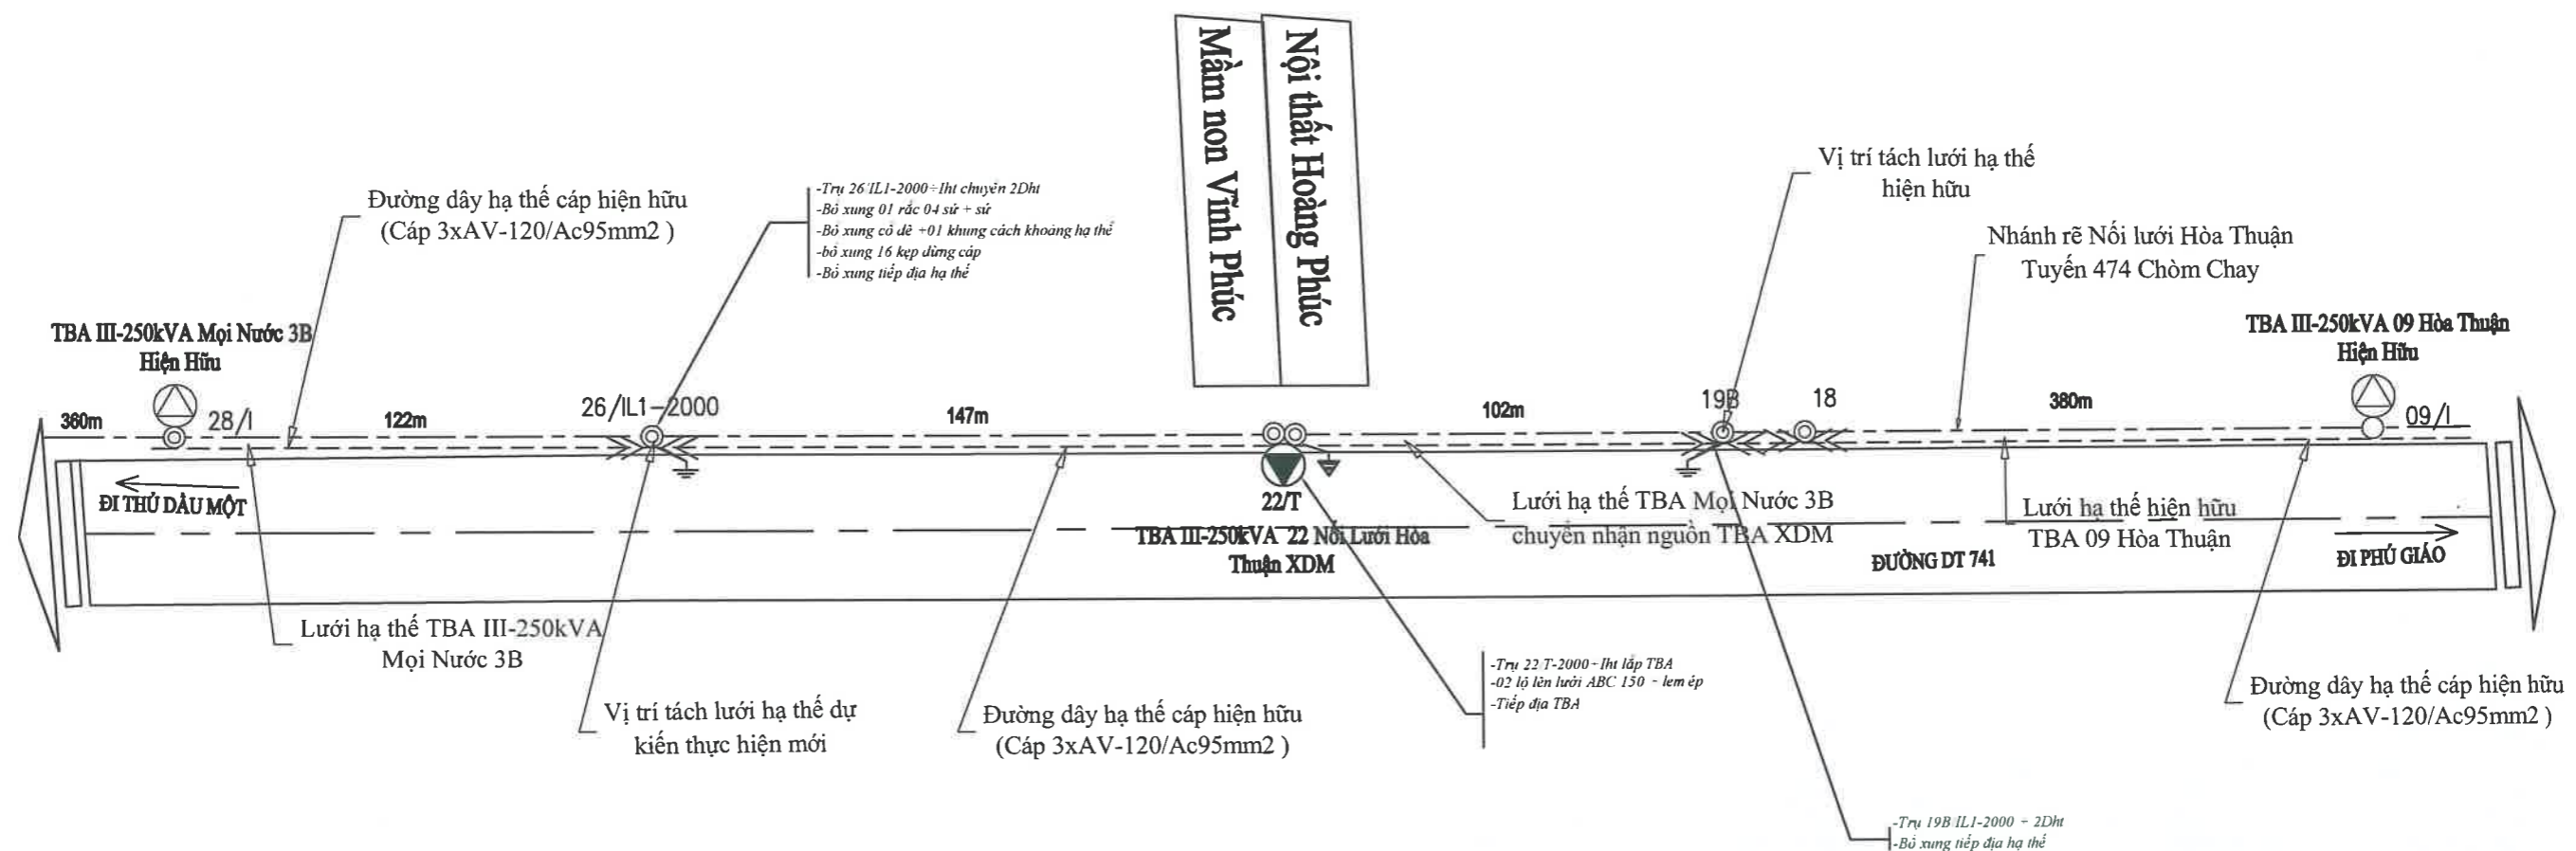 Mầm non Vĩnh Phúc
Nội thất Hoàng Phúc
Đường dây hạ thế cáp hiện hữu
(Cáp 3xAV-120/Ac95mm2 )
-Trụ 26/IL1-2000÷Iht chuyển 2Dht
-Bổ xung 01 rắc 04 sứ + sứ
-Bổ xung cổ dê +01 khung cách khoảng hạ thế
-bổ xung 16 kẹp dừng cáp
-Bổ xung tiếp địa hạ thế
Vị trí tách lưới hạ thế
hiện hữu
Nhánh rẽ Nối lưới Hòa Thuận
Tuyến 474 Chòm Chay
TBA III-250kVA Mọi Nước 3B
Hiện Hữu
TBA III-250kVA 09 Hòa Thuận
Hiện Hữu
360m
28/I
122m
26/IL1-2000
147m
102m
19B
18
380m
09/I
ĐI THỦ DẦU MỘT
22/T
TBA III-250kVA 22 Nối Lưới Hòa
Thuận XDM
Lưới hạ thế TBA Mọi Nước 3B
chuyển nhận nguồn TBA XDM
Lưới hạ thế hiện hữu
TBA 09 Hòa Thuận
ĐƯỜNG DT 741
ĐI PHÚ GIÁO
Lưới hạ thế TBA III-250kVA
Mọi Nước 3B
Vị trí tách lưới hạ thế dự
kiến thực hiện mới
Đường dây hạ thế cáp hiện hữu
(Cáp 3xAV-120/Ac95mm2 )
-Trụ 22/T-2000÷Iht lắp TBA
-02 lộ lên lưới ABC 150 - lem ép
-Tiếp địa TBA
Đường dây hạ thế cáp hiện hữu
(Cáp 3xAV-120/Ac95mm2 )
-Trụ 19B/IL1-2000 ÷ 2Dht
-Bổ xung tiếp địa hạ thế